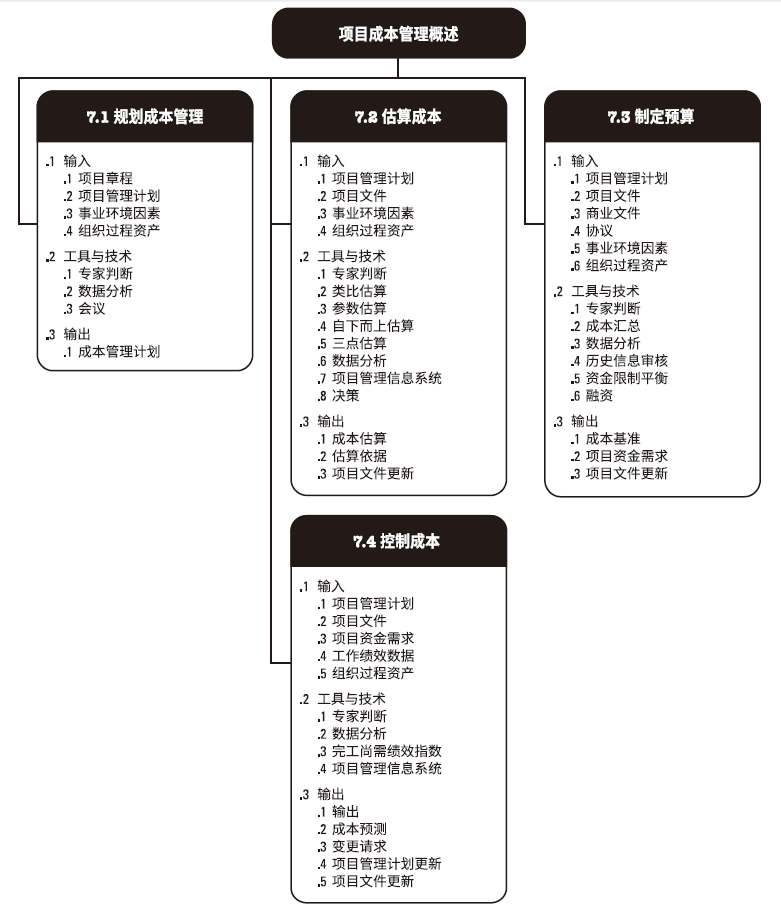 项目成本管理概述
7.1 规划成本管理
.1 输入
.1 项目章程
.2 项目管理计划
.3 事业环境因素
.4 组织过程资产
.2 工具与技术
.1 专家判断
.2 数据分析
.3 会议
.3 输出
.1 成本管理计划
7.2 估算成本
.1 输入
.1 项目管理计划
.2 项目文件
.3 事业环境因素
.4 组织过程资产
.2 工具与技术
.1 专家判断
.2 类比估算
.3 参数估算
.4 自下而上估算
.5 三点估算
.6 数据分析
.7 项目管理信息系统
.8 决策
.3 输出
.1 成本估算
.2 估算依据
.3 项目文件更新
7.3 制定预算
.1 输入
.1 项目管理计划
.2 项目文件
.3 商业文件
.4 协议
.5 事业环境因素
.6 组织过程资产
.2 工具与技术
.1 专家判断
.2 成本汇总
.3 数据分析
.4 历史信息审核
.5 资金限制平衡
.6 融资
.3 输出
.1 成本基准
.2 项目资金需求
.3 项目文件更新
7.4 控制成本
.1 输入
.1 项目管理计划
.2 项目文件
.3 项目资金需求
.4 工作绩效数据
.5 组织过程资产
.2 工具与技术
.1 专家判断
.2 数据分析
.3 完工尚需绩效指数
.4 项目管理信息系统
.3 输出
.1 输出
.2 成本预测
.3 变更请求
.4 项目管理计划更新
.5 项目文件更新